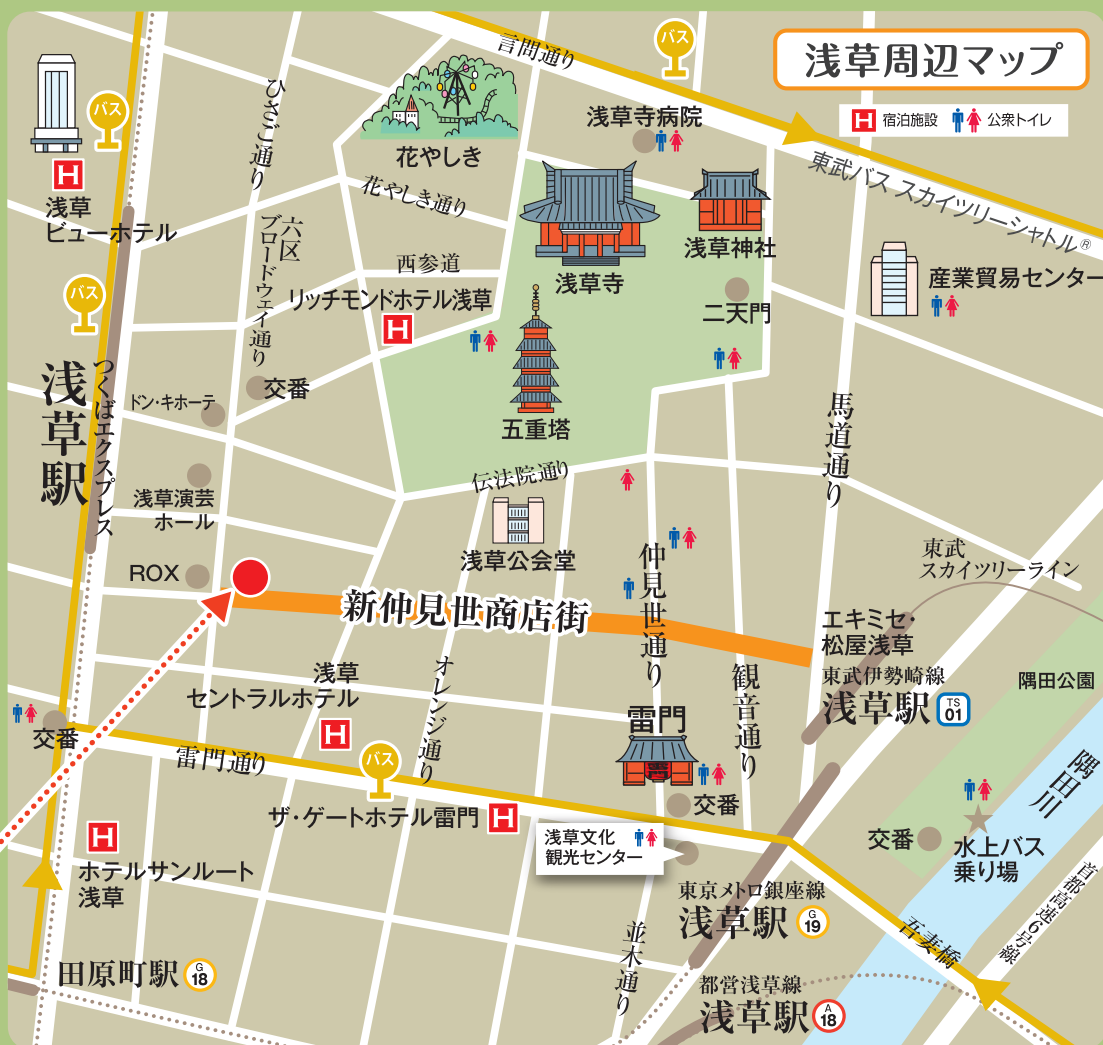 浅草周辺マップ
H 宿泊施設 公衆トイレ
言問通り
バス
バス
ひさご通り
花やしき
浅草寺病院
東武バス スカイツリーシャトル®
H
浅草
ビューホテル
花やしき通り
六区
ブロードウェイ通り
西参道
浅草寺
浅草神社
産業貿易センター
バス
リッチモンドホテル浅草
H
二天門
つくばエクスプレス
浅草駅
ドン・キホーテ
交番
五重塔
馬道通り
浅草演芸
ホール
伝法院通り
浅草公会堂
ROX
新仲見世商店街
仲見世通り
東武
スカイツリーライン
エキミセ・
松屋浅草
東武伊勢崎線
浅草駅 TS 01
隅田公園
浅草
セントラルホテル
H
オレンジ通り
観音通り
雷門
交番
雷門通り
バス
隅田川
ザ・ゲートホテル雷門 H
交番
浅草文化
観光センター
交番
水上バス
乗り場
H
ホテルサンルート
浅草
東京メトロ銀座線
浅草駅 G 19
首都高速6号線
吾妻橋
並木通り
田原町駅 G 18
都営浅草線
浅草駅 A 18